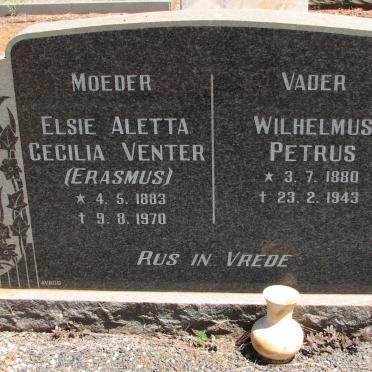 MOEDER
ELSIE ALETTA
CECILIA VENTER
(ERASMUS)
★ 4. 5. 1883
† 9. 8. 1970
VADER
WILHELMUS
PETRUS
★ 3. 7. 1880
† 23. 2. 1943
RUS IN VREDE